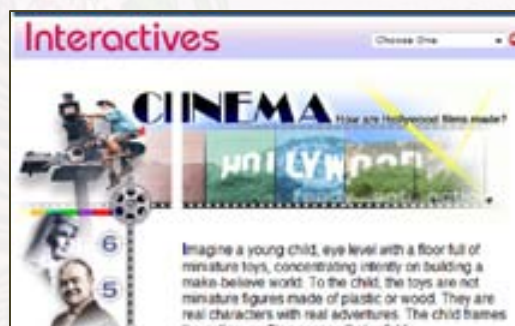 Interactives
Choose One
CINEMA How are Hollywood films made?
HOLLYWOOD
6
5
Imagine a young child, eye level with a floor full of
miniature toys, concentrating intently on building a
make-believe world. To the child, the toys are not
miniature figures made of plastic or wood. They are
real characters with real adventures. The child frames